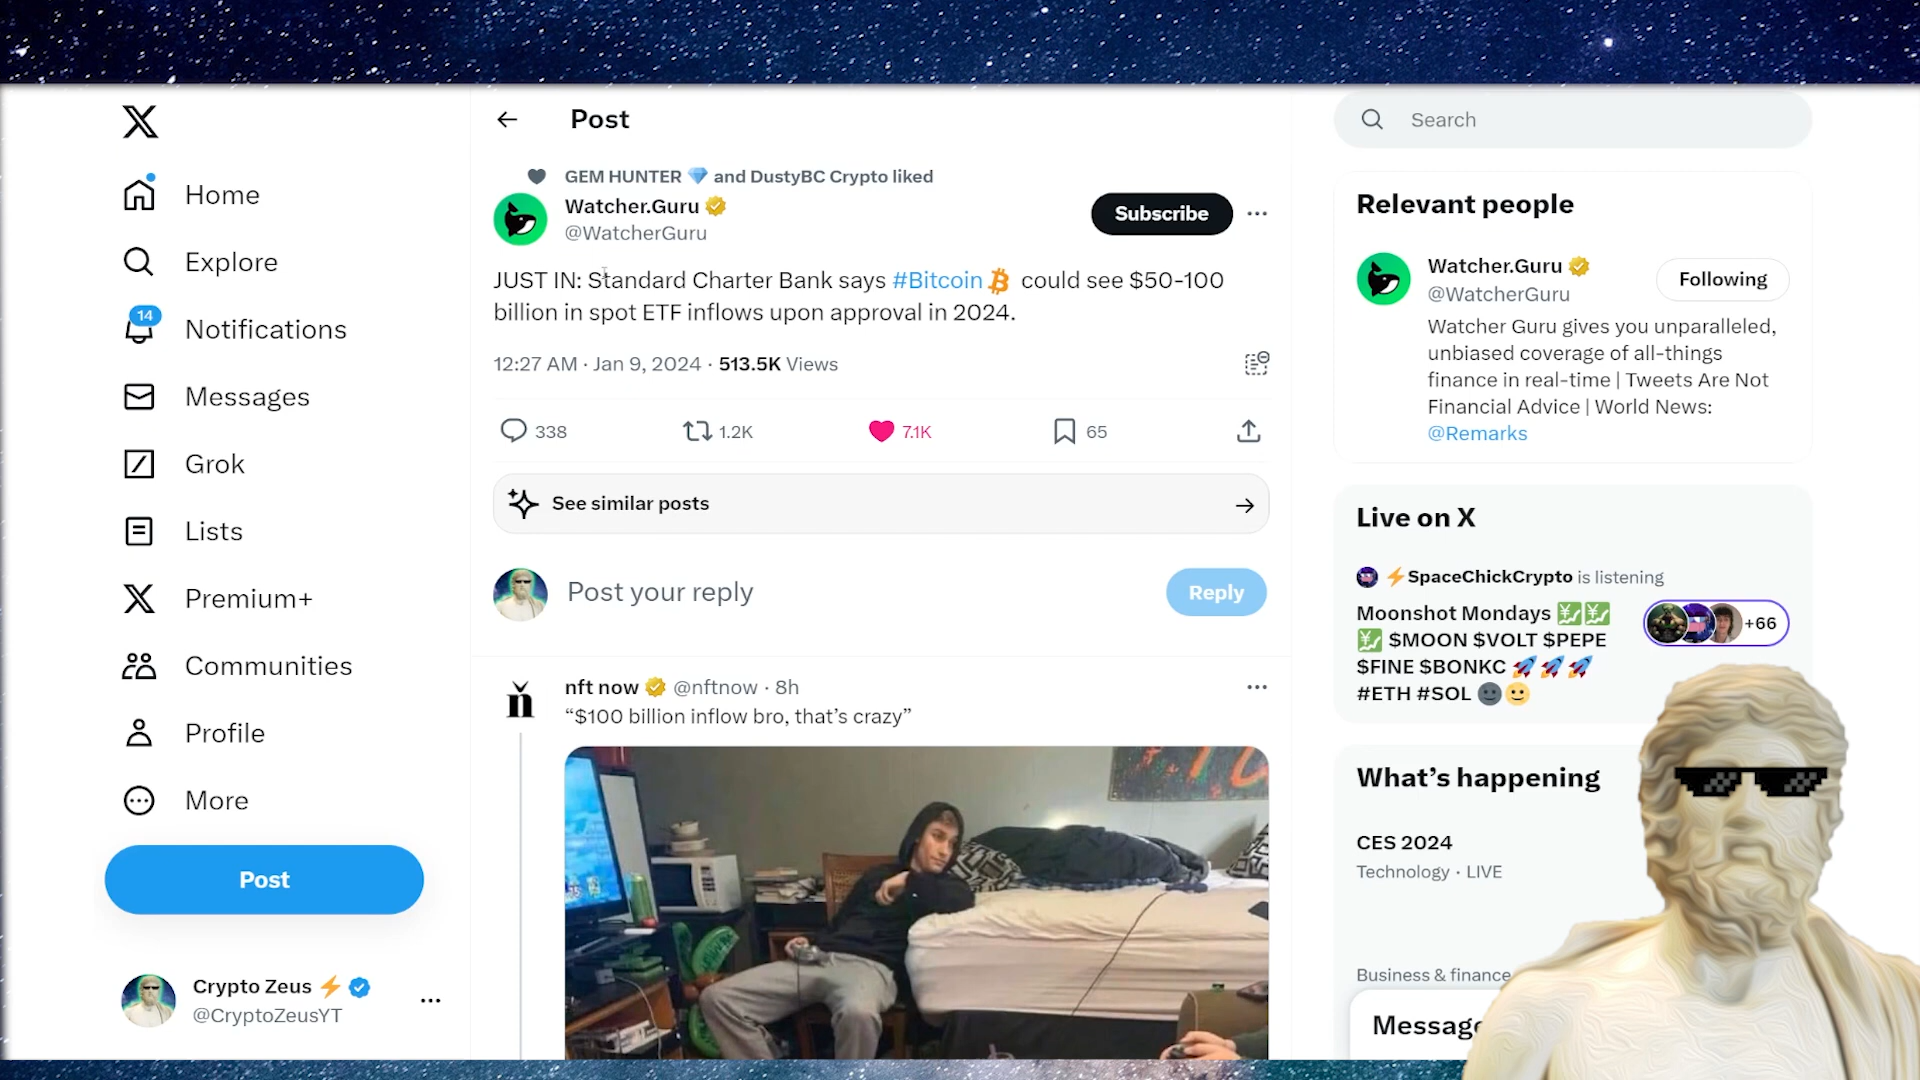 Home
Explore
14
Notifications
Messages
Grok
Lists
Premium+
Communities
Profile
More
Post
Crypto Zeus ⚡
@CryptoZeusYT
Post
GEM HUNTER 💎 and DustyBC Crypto liked
Watcher.Guru
@WatcherGuru
Subscribe
JUST IN: Standard Charter Bank says #Bitcoin could see $50-100
billion in spot ETF inflows upon approval in 2024.
12:27 AM · Jan 9, 2024 · 513.5K Views
338
1.2K
7.1K
65
See similar posts
Post your reply
Reply
nft now @nftnow · 8h
“$100 billion inflow bro, that’s crazy”
Search
Relevant people
Watcher.Guru
@WatcherGuru
Following
Watcher Guru gives you unparalleled,
unbiased coverage of all-things
finance in real-time | Tweets Are Not
Financial Advice | World News:
@Remarks
Live on X
⚡SpaceChickCrypto is listening
Moonshot Mondays 💹💹
💹 $MOON $VOLT $PEPE
$FINE $BONKC 🚀🚀🚀
#ETH #SOL 🌚🌝
+66
What’s happening
CES 2024
Technology · LIVE
Business & finance